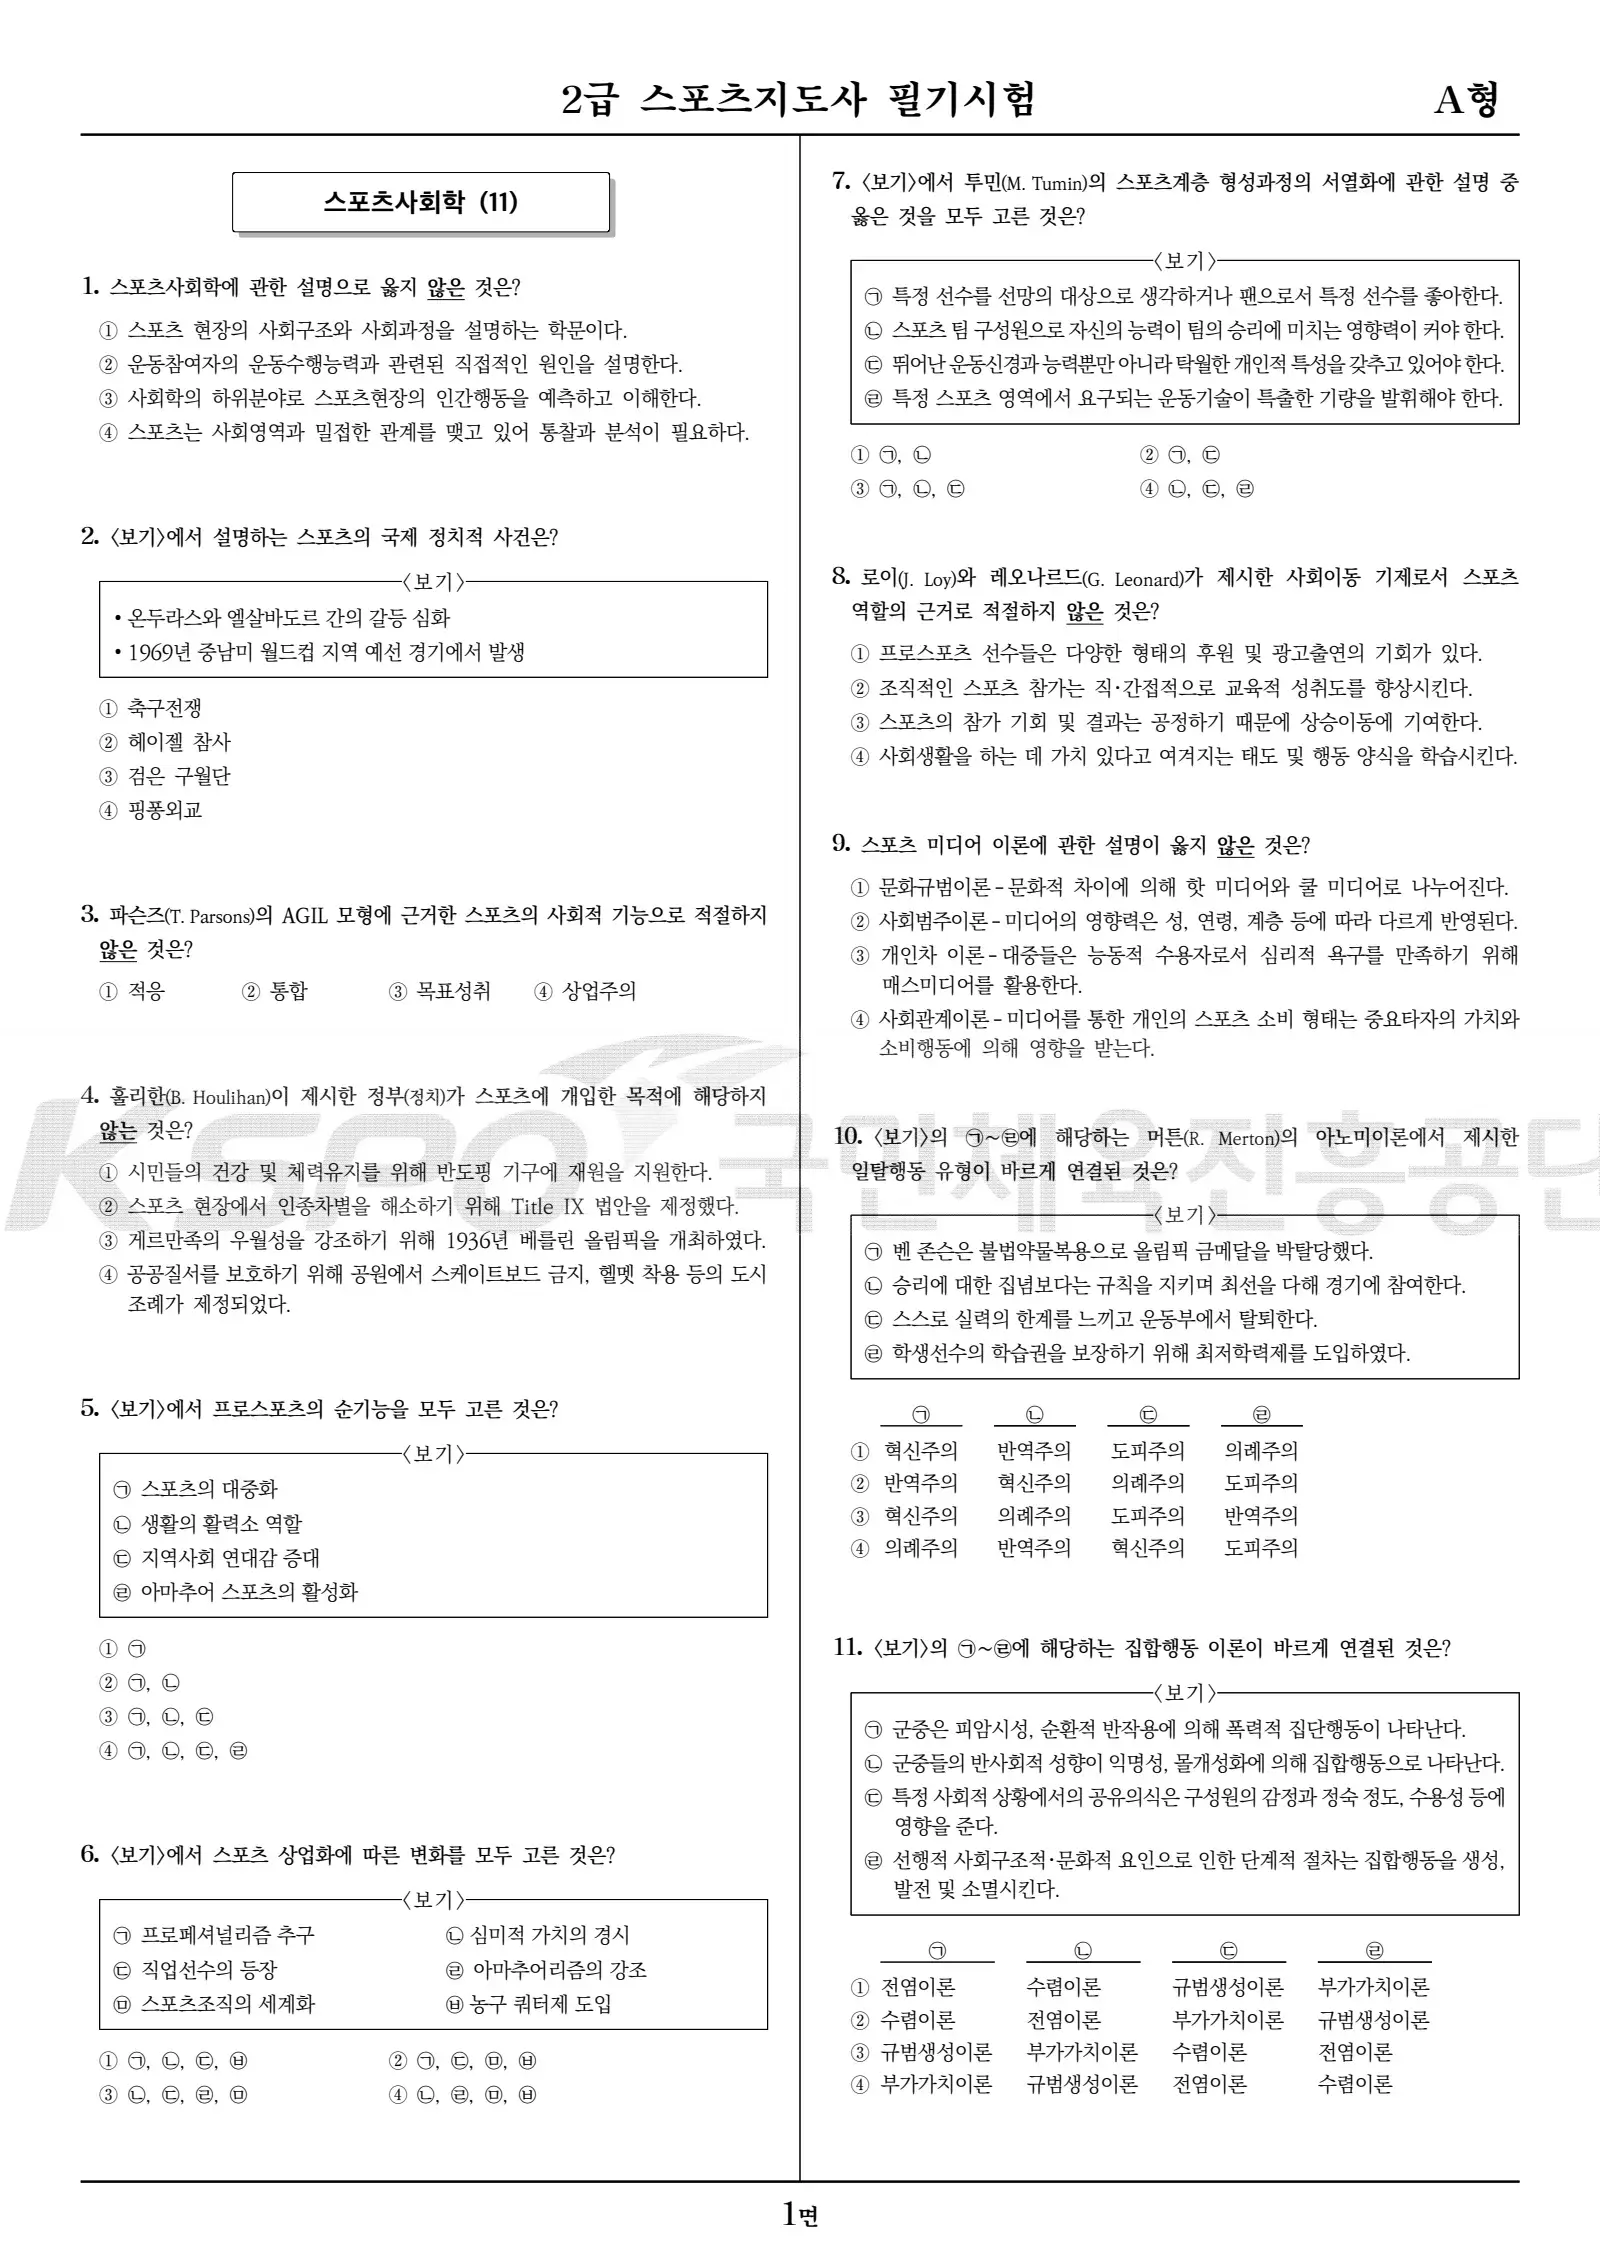 2급 스포츠지도사 필기시험
A형
스포츠사회학 (11)
1. 스포츠사회학에 관한 설명으로 옳지 않은 것은?
① 스포츠 현장의 사회구조와 사회과정을 설명하는 학문이다.
② 운동참여자의 운동수행능력과 관련된 직접적인 원인을 설명한다.
③ 사회학의 하위분야로 스포츠현장의 인간행동을 예측하고 이해한다.
④ 스포츠는 사회영역과 밀접한 관계를 맺고 있어 통찰과 분석이 필요하다.
2. 〈보기〉에서 설명하는 스포츠의 국제 정치적 사건은?
〈보기〉
• 온두라스와 엘살바도르 간의 갈등 심화
• 1969년 중남미 월드컵 지역 예선 경기에서 발생
① 축구전쟁
② 헤이젤 참사
③ 검은 구월단
④ 핑퐁외교
3. 파슨즈(T. Parsons)의 AGIL 모형에 근거한 스포츠의 사회적 기능으로 적절하지
않은 것은?
① 적응 ② 통합 ③ 목표성취 ④ 상업주의
4. 훌리한(B. Houlihan)이 제시한 정부(정치)가 스포츠에 개입한 목적에 해당하지
않는 것은?
① 시민들의 건강 및 체력유지를 위해 반도핑 기구에 재원을 지원한다.
② 스포츠 현장에서 인종차별을 해소하기 위해 Title IX 법안을 제정했다.
③ 게르만족의 우월성을 강조하기 위해 1936년 베를린 올림픽을 개최하였다.
④ 공공질서를 보호하기 위해 공원에서 스케이트보드 금지, 헬멧 착용 등의 도시
조례가 제정되었다.
5. 〈보기〉에서 프로스포츠의 순기능을 모두 고른 것은?
〈보기〉
㉠ 스포츠의 대중화
㉡ 생활의 활력소 역할
㉢ 지역사회 연대감 증대
㉣ 아마추어 스포츠의 활성화
① ㉠
② ㉠, ㉡
③ ㉠, ㉡, ㉢
④ ㉠, ㉡, ㉢, ㉣
6. 〈보기〉에서 스포츠 상업화에 따른 변화를 모두 고른 것은?
〈보기〉
㉠ 프로페셔널리즘 추구 ㉡ 심미적 가치의 경시
㉢ 직업선수의 등장 ㉣ 아마추어리즘의 강조
㉤ 스포츠조직의 세계화 ㉥ 농구 쿼터제 도입
① ㉠, ㉡, ㉢, ㉥ ② ㉠, ㉢, ㉤, ㉥
③ ㉡, ㉢, ㉣, ㉤ ④ ㉡, ㉣, ㉤, ㉥
7. 〈보기〉에서 투민(M. Tumin)의 스포츠계층 형성과정의 서열화에 관한 설명 중
옳은 것을 모두 고른 것은?
〈보기〉
㉠ 특정 선수를 선망의 대상으로 생각하거나 팬으로서 특정 선수를 좋아한다.
㉡ 스포츠 팀 구성원으로 자신의 능력이 팀의 승리에 미치는 영향력이 커야 한다.
㉢ 뛰어난 운동신경과 능력뿐만 아니라 탁월한 개인적 특성을 갖추고 있어야 한다.
㉣ 특정 스포츠 영역에서 요구되는 운동기술이 특출한 기량을 발휘해야 한다.
① ㉠, ㉡ ② ㉠, ㉢
③ ㉠, ㉡, ㉢ ④ ㉡, ㉢, ㉣
8. 로이(J. Loy)와 레오나르드(G. Leonard)가 제시한 사회이동 기제로서 스포츠
역할의 근거로 적절하지 않은 것은?
① 프로스포츠 선수들은 다양한 형태의 후원 및 광고출연의 기회가 있다.
② 조직적인 스포츠 참가는 직·간접적으로 교육적 성취도를 향상시킨다.
③ 스포츠의 참가 기회 및 결과는 공정하기 때문에 상승이동에 기여한다.
④ 사회생활을 하는 데 가치 있다고 여겨지는 태도 및 행동 양식을 학습시킨다.
9. 스포츠 미디어 이론에 관한 설명이 옳지 않은 것은?
① 문화규범이론-문화적 차이에 의해 핫 미디어와 쿨 미디어로 나누어진다.
② 사회범주이론-미디어의 영향력은 성, 연령, 계층 등에 따라 다르게 반영된다.
③ 개인차 이론-대중들은 능동적 수용자로서 심리적 욕구를 만족하기 위해
매스미디어를 활용한다.
④ 사회관계이론-미디어를 통한 개인의 스포츠 소비 형태는 중요타자의 가치와
소비행동에 의해 영향을 받는다.
10. 〈보기〉의 ㉠~㉣에 해당하는 머튼(R. Merton)의 아노미이론에서 제시한
일탈행동 유형이 바르게 연결된 것은?
〈보기〉
㉠ 벤 존슨은 불법약물복용으로 올림픽 금메달을 박탈당했다.
㉡ 승리에 대한 집념보다는 규칙을 지키며 최선을 다해 경기에 참여한다.
㉢ 스스로 실력의 한계를 느끼고 운동부에서 탈퇴한다.
㉣ 학생선수의 학습권을 보장하기 위해 최저학력제를 도입하였다.
㉠ ㉡ ㉢ ㉣
① 혁신주의 반역주의 도피주의 의례주의
② 반역주의 혁신주의 의례주의 도피주의
③ 혁신주의 의례주의 도피주의 반역주의
④ 의례주의 반역주의 혁신주의 도피주의
11. 〈보기〉의 ㉠~㉣에 해당하는 집합행동 이론이 바르게 연결된 것은?
〈보기〉
㉠ 군중은 피암시성, 순환적 반작용에 의해 폭력적 집단행동이 나타난다.
㉡ 군중들의 반사회적 성향이 익명성, 몰개성화에 의해 집합행동으로 나타난다.
㉢ 특정 사회적 상황에서의 공유의식은 구성원의 감정과 정숙 정도, 수용성 등에
영향을 준다.
㉣ 선행적 사회구조적·문화적 요인으로 인한 단계적 절차는 집합행동을 생성,
발전 및 소멸시킨다.
㉠ ㉡ ㉢ ㉣
① 전염이론 수렴이론 규범생성이론 부가가치이론
② 수렴이론 전염이론 부가가치이론 규범생성이론
③ 규범생성이론 부가가치이론 수렴이론 전염이론
④ 부가가치이론 규범생성이론 전염이론 수렴이론
KSPO 국민체육진흥공단
1면